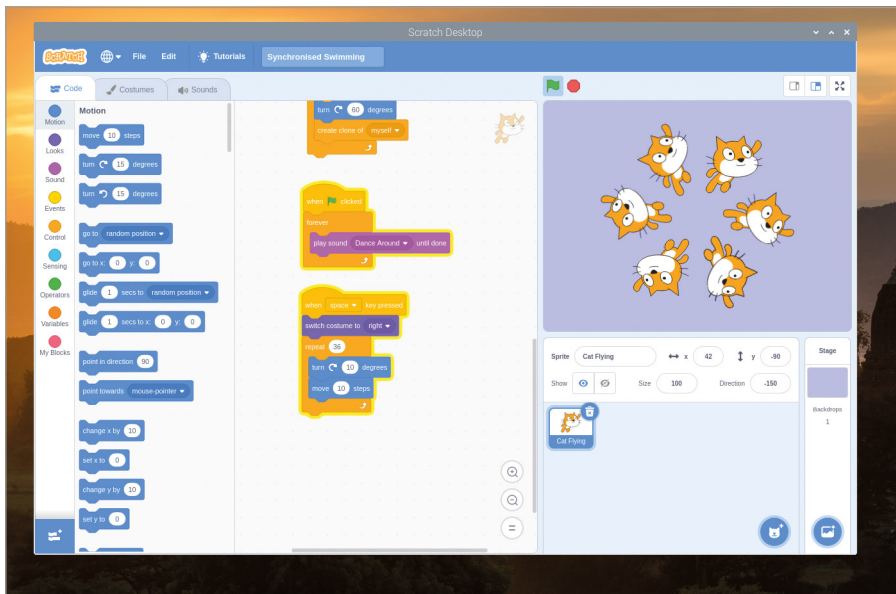 Scratch Desktop
SCRATCH File Edit Tutorials Synchronised Swimming
Code Costumes Sounds
Motion
Looks
Sound
Events
Control
Sensing
Operators
Variables
My Blocks
Motion
move 10 steps
turn 15 degrees
turn 15 degrees
go to random position
go to x: 0 y: 0
glide 1 secs to random position
glide 1 secs to x: 0 y: 0
point in direction 90
point towards mouse-pointer
change x by 10
set x to 0
change y by 10
set y to 0
turn 60 degrees
create clone of myself
when clicked
forever
play sound Dance Around until done
when space key pressed
switch costume to right
repeat 36
turn 10 degrees
move 10 steps
Sprite Cat Flying x 42 y -90
Show Size 100 Direction -150
Cat Flying
Stage
Backdrops
1